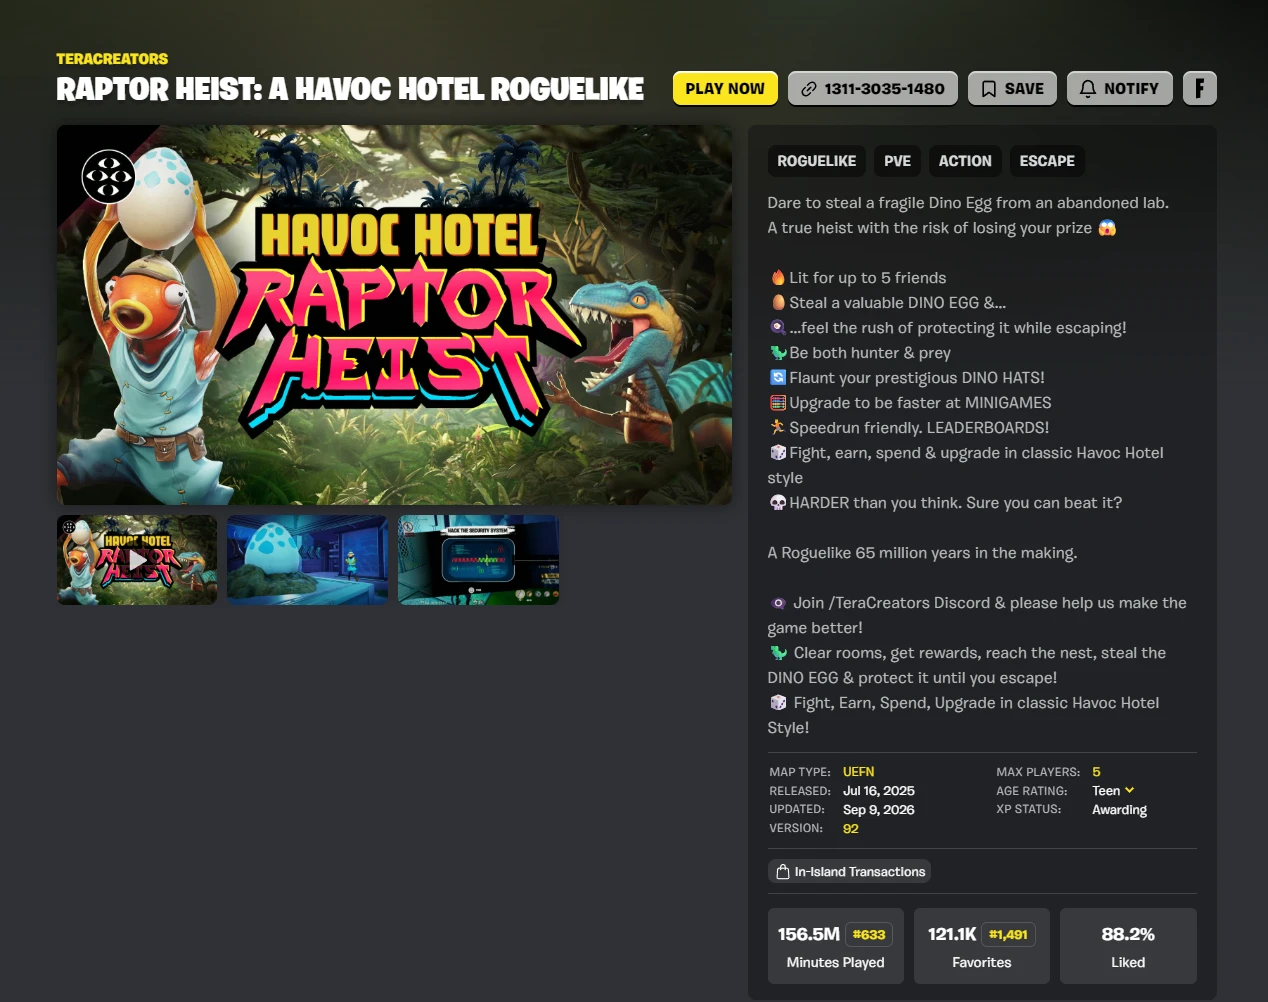 TERACREATORS
RAPTOR HEIST: A HAVOC HOTEL ROGUELIKE
PLAY NOW
1311-3035-1480
SAVE
NOTIFY
HAVOC HOTEL
RAPTOR
HEIST
HAVOC HOTEL
RAPTOR
HEIST
HACK THE SECURITY SYSTEM
ROGUELIKE
PVE
ACTION
ESCAPE
Dare to steal a fragile Dino Egg from an abandoned lab.
A true heist with the risk of losing your prize 😱
🔥Lit for up to 5 friends
🥚Steal a valuable DINO EGG &...
🍳...feel the rush of protecting it while escaping!
🦖Be both hunter & prey
🔄Flaunt your prestigious DINO HATS!
🧮Upgrade to be faster at MINIGAMES
🏃Speedrun friendly. LEADERBOARDS!
🎲Fight, earn, spend & upgrade in classic Havoc Hotel
style
💀HARDER than you think. Sure you can beat it?
A Roguelike 65 million years in the making.
Join /TeraCreators Discord & please help us make the
game better!
🦖 Clear rooms, get rewards, reach the nest, steal the
DINO EGG & protect it until you escape!
🎲 Fight, Earn, Spend, Upgrade in classic Havoc Hotel
Style!
MAP TYPE: UEFN
RELEASED: Jul 16, 2025
UPDATED: Sep 9, 2026
VERSION: 92
MAX PLAYERS: 5
AGE RATING: Teen
XP STATUS: Awarding
In-Island Transactions
156.5M #633
Minutes Played
121.1K #1,491
Favorites
88.2%
Liked